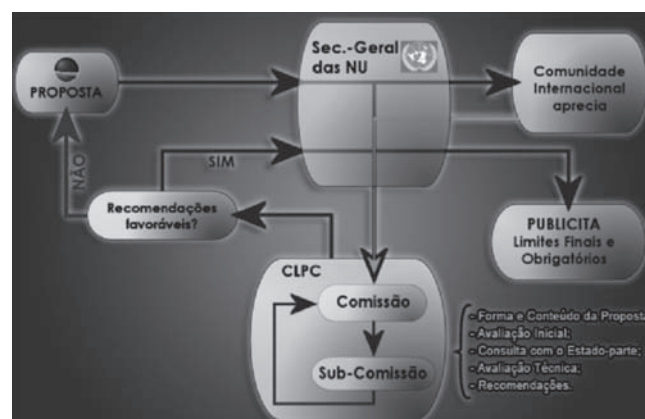 PROPOSTA
Sec.-Geral
das NU
Comunidade
Internacional
aprecia
NÃO
SIM
Recomendações
favoráveis?
PUBLICITA
Limites Finais e
Obrigatórios
CLPC
Comissão
Sub-Comissão
- Forma e Conteúdo da Proposta
- Avaliação Inicial;
- Consulta com o Estado-parte;
- Avaliação Técnica;
- Recomendações.